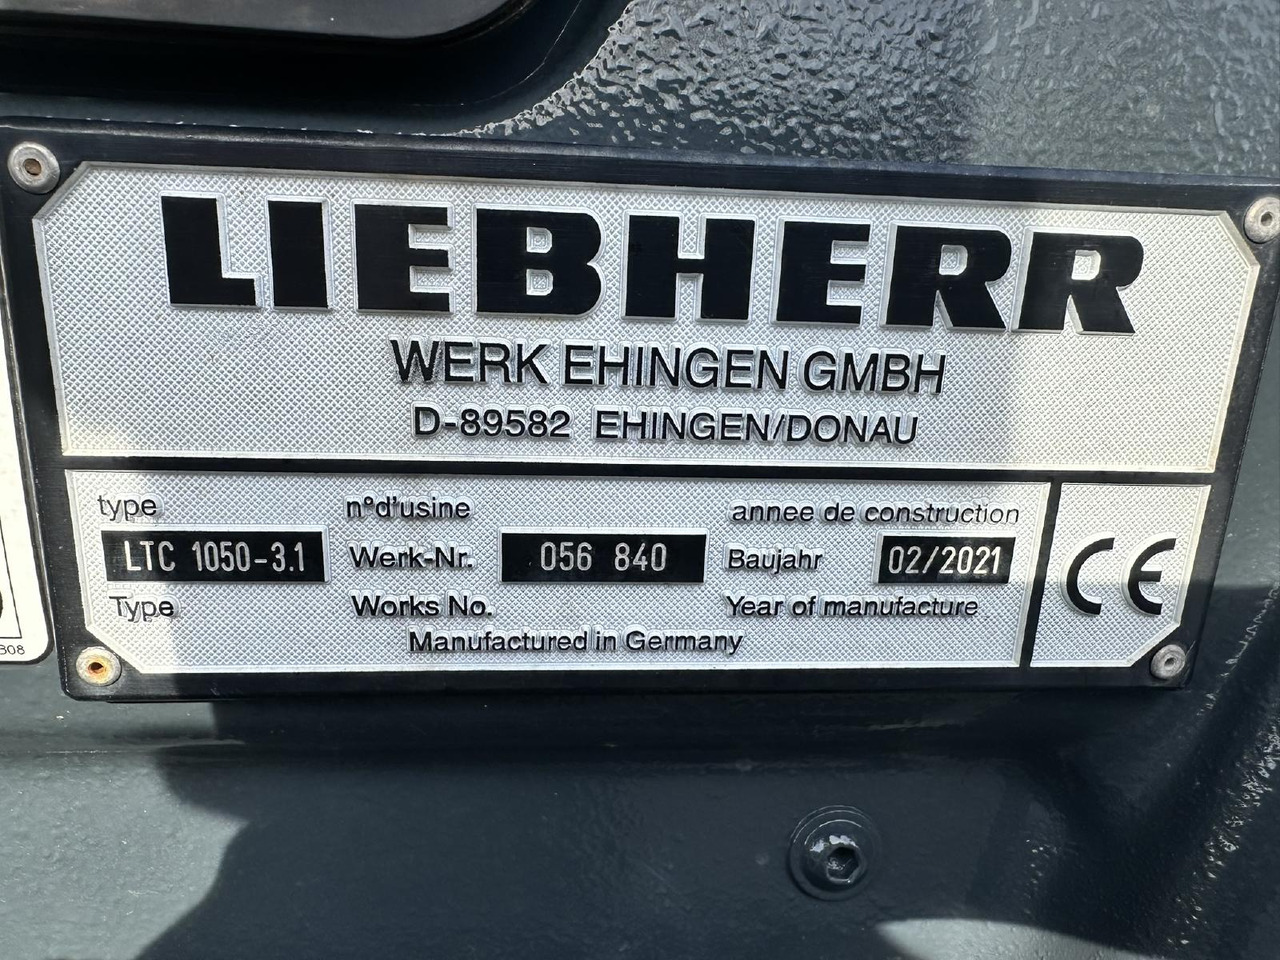 LIEBHERR
WERK EHINGEN GMBH
D-89582 EHINGEN/DONAU
type n°d'usine annee de construction
LTC 1050-3.1 Werk-Nr. 056 840 Baujahr 02/2021 CE
Type Works No. Year of manufacture
Manufactured in Germany